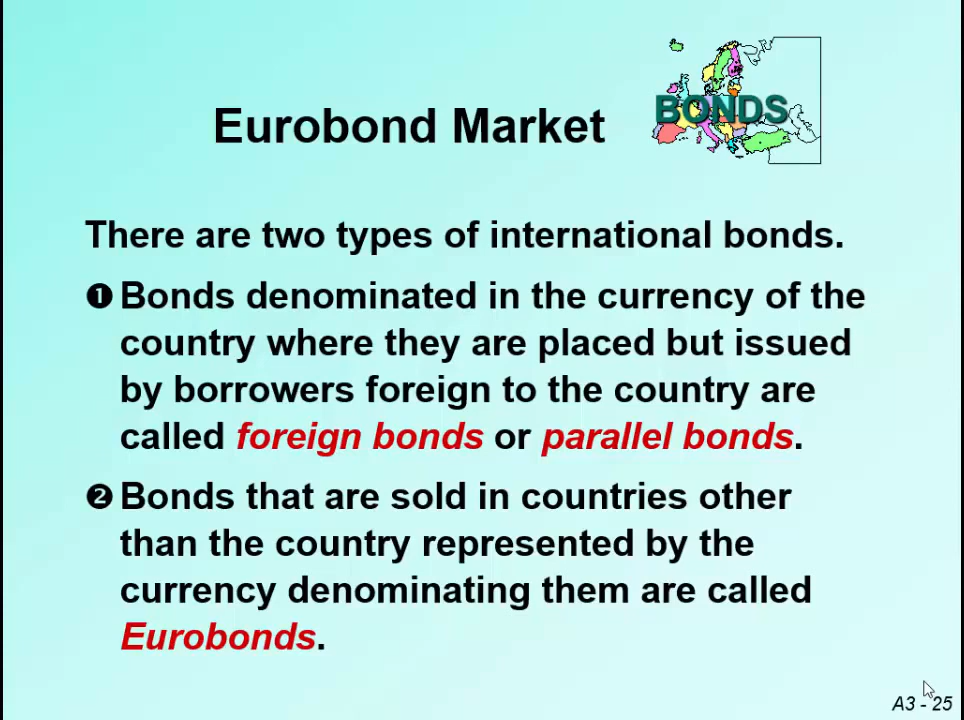 BONDS
Eurobond Market
There are two types of international bonds.
❶ Bonds denominated in the currency of the
country where they are placed but issued
by borrowers foreign to the country are
called foreign bonds or parallel bonds.
❷ Bonds that are sold in countries other
than the country represented by the
currency denominating them are called
Eurobonds.
A3 - 25